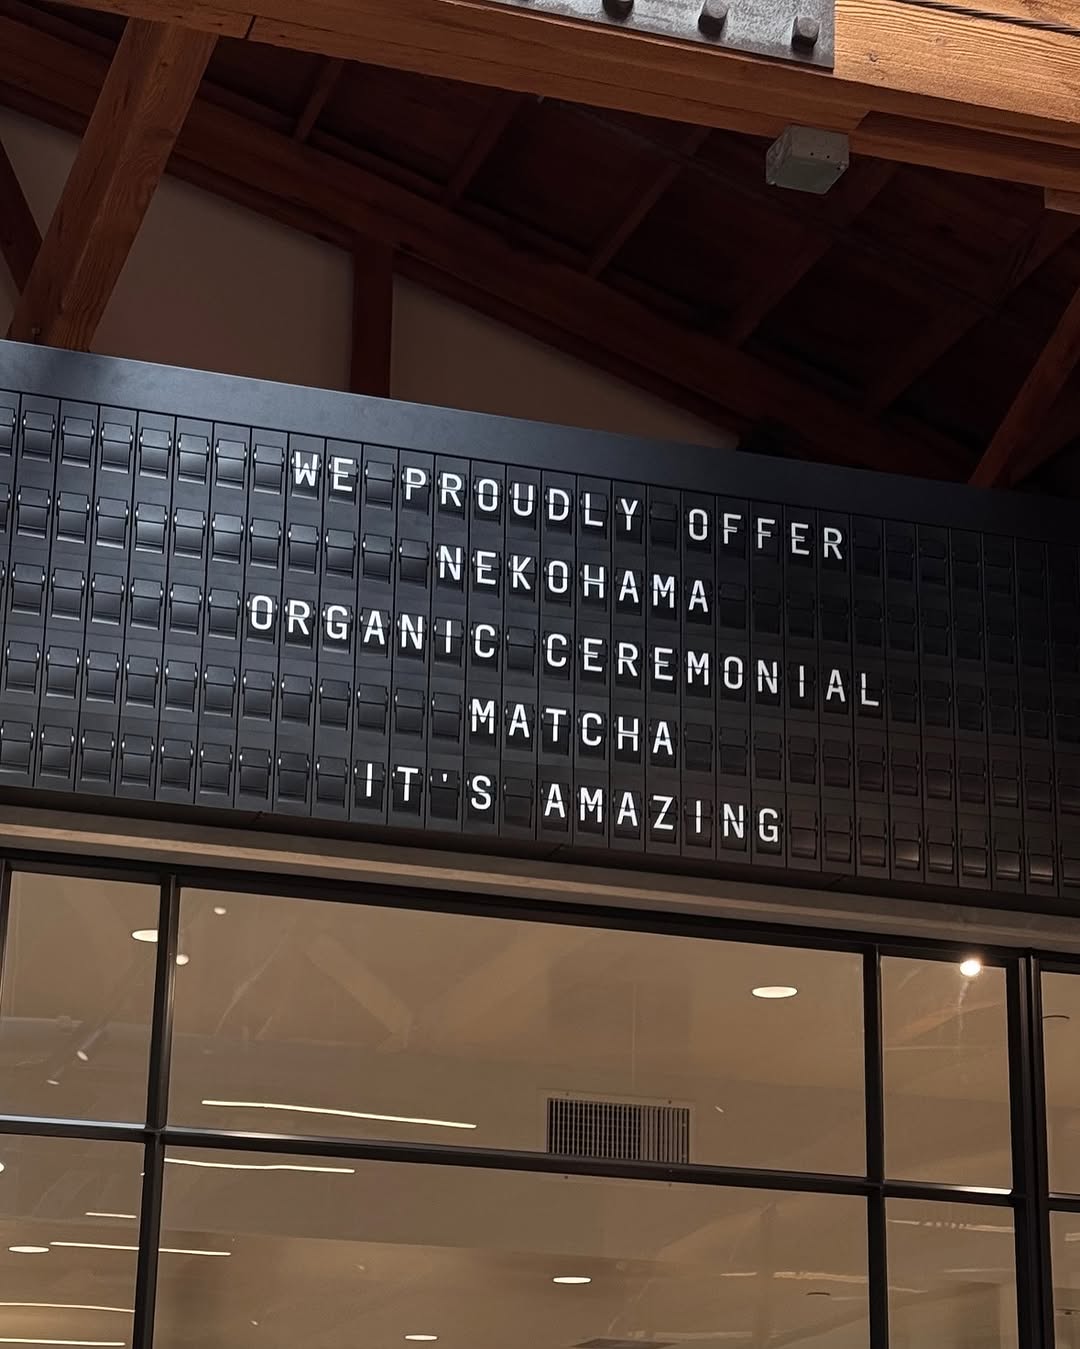 WE PROUDLY OFFER
NEKOHAMA
ORGANIC CEREMONIAL
MATCHA
IT'S AMAZING